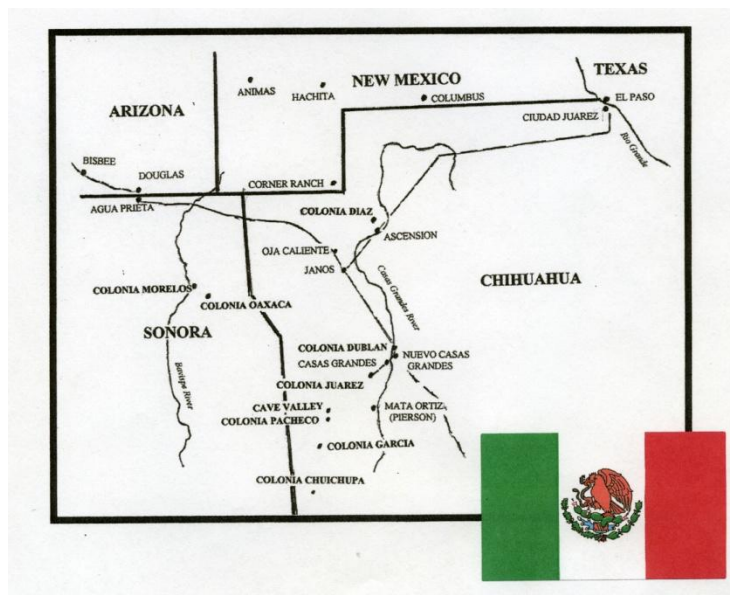 NEW MEXICO
TEXAS
ANIMAS
HACHITA
COLUMBUS
EL PASO
ARIZONA
CIUDAD JUAREZ
Rio Grande
BISBEE
DOUGLAS
CORNER RANCH
AGUA PRIETA
COLONIA DIAZ
ASCENSION
OJA CALIENTE
JANOS
CHIHUAHUA
COLONIA MORELOS
COLONIA OAXACA
Casas Grandes River
SONORA
COLONIA DUBLAN
NUEVO CASAS
GRANDES
CASAS GRANDES
Bavispe River
COLONIA JUAREZ
CAVE VALLEY
MATA ORTIZ
(PIERSON)
COLONIA PACHECO
COLONIA GARCIA
COLONIA CHUICHUPA